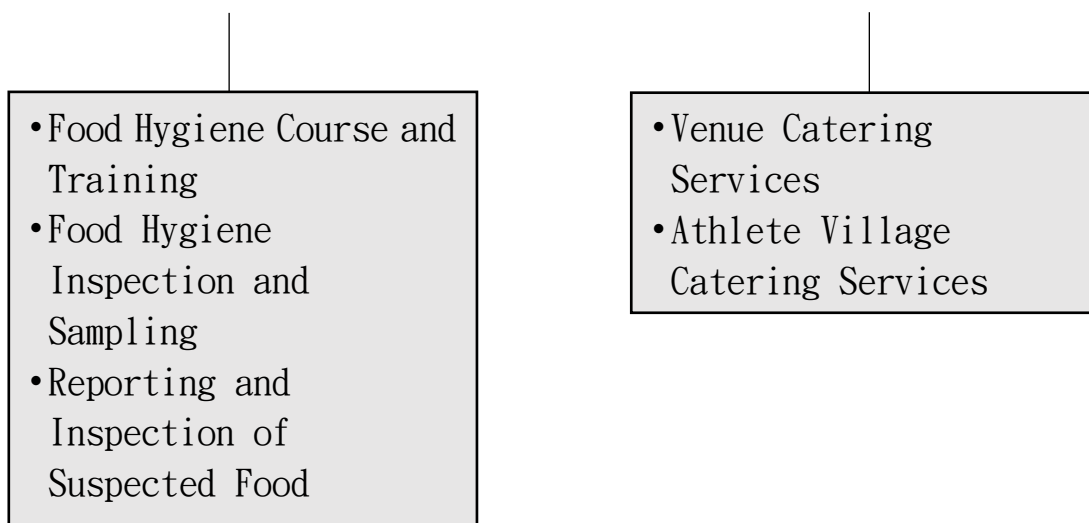 •Food Hygiene Course and
Training
•Food Hygiene
Inspection and
Sampling
•Reporting and
Inspection of
Suspected Food
•Venue Catering
Services
•Athlete Village
Catering Services